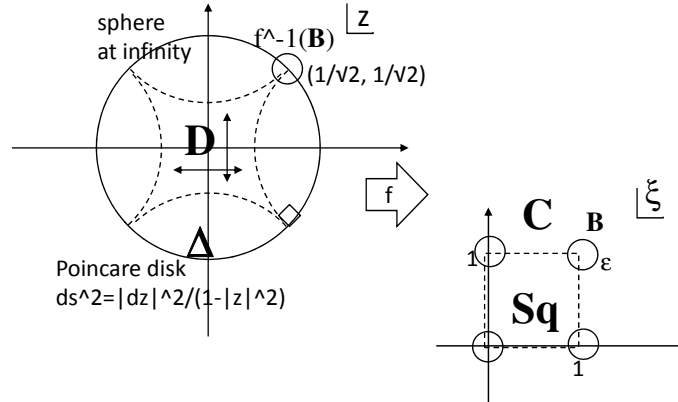 sphere
at infinity
z
f^-1(B)
(1/√2, 1/√2)
D
Δ
f
Poincare disk
ds^2=|dz|^2/(1-|z|^2)
ξ
C
B
1
ε
Sq
1